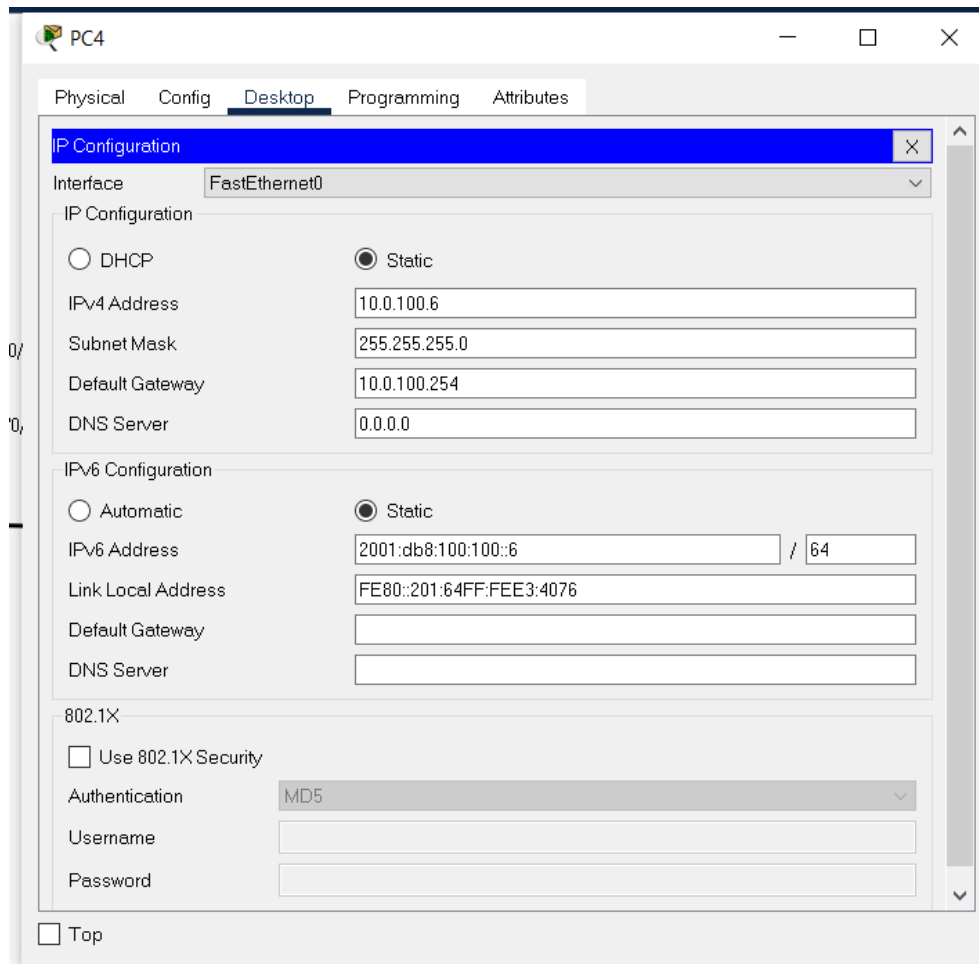 PC4
Physical Config Desktop Programming Attributes
IP Configuration X
Interface FastEthernet0
IP Configuration
DHCP Static
IPv4 Address 10.0.100.6
Subnet Mask 255.255.255.0
0/
Default Gateway 10.0.100.254
DNS Server 0.0.0.0
IPv6 Configuration
Automatic Static
IPv6 Address 2001:db8:100:100::6 / 64
Link Local Address FE80::201:64FF:FEE3:4076
Default Gateway
DNS Server
802.1X
Use 802.1X Security
Authentication MD5
Username
Password
Top